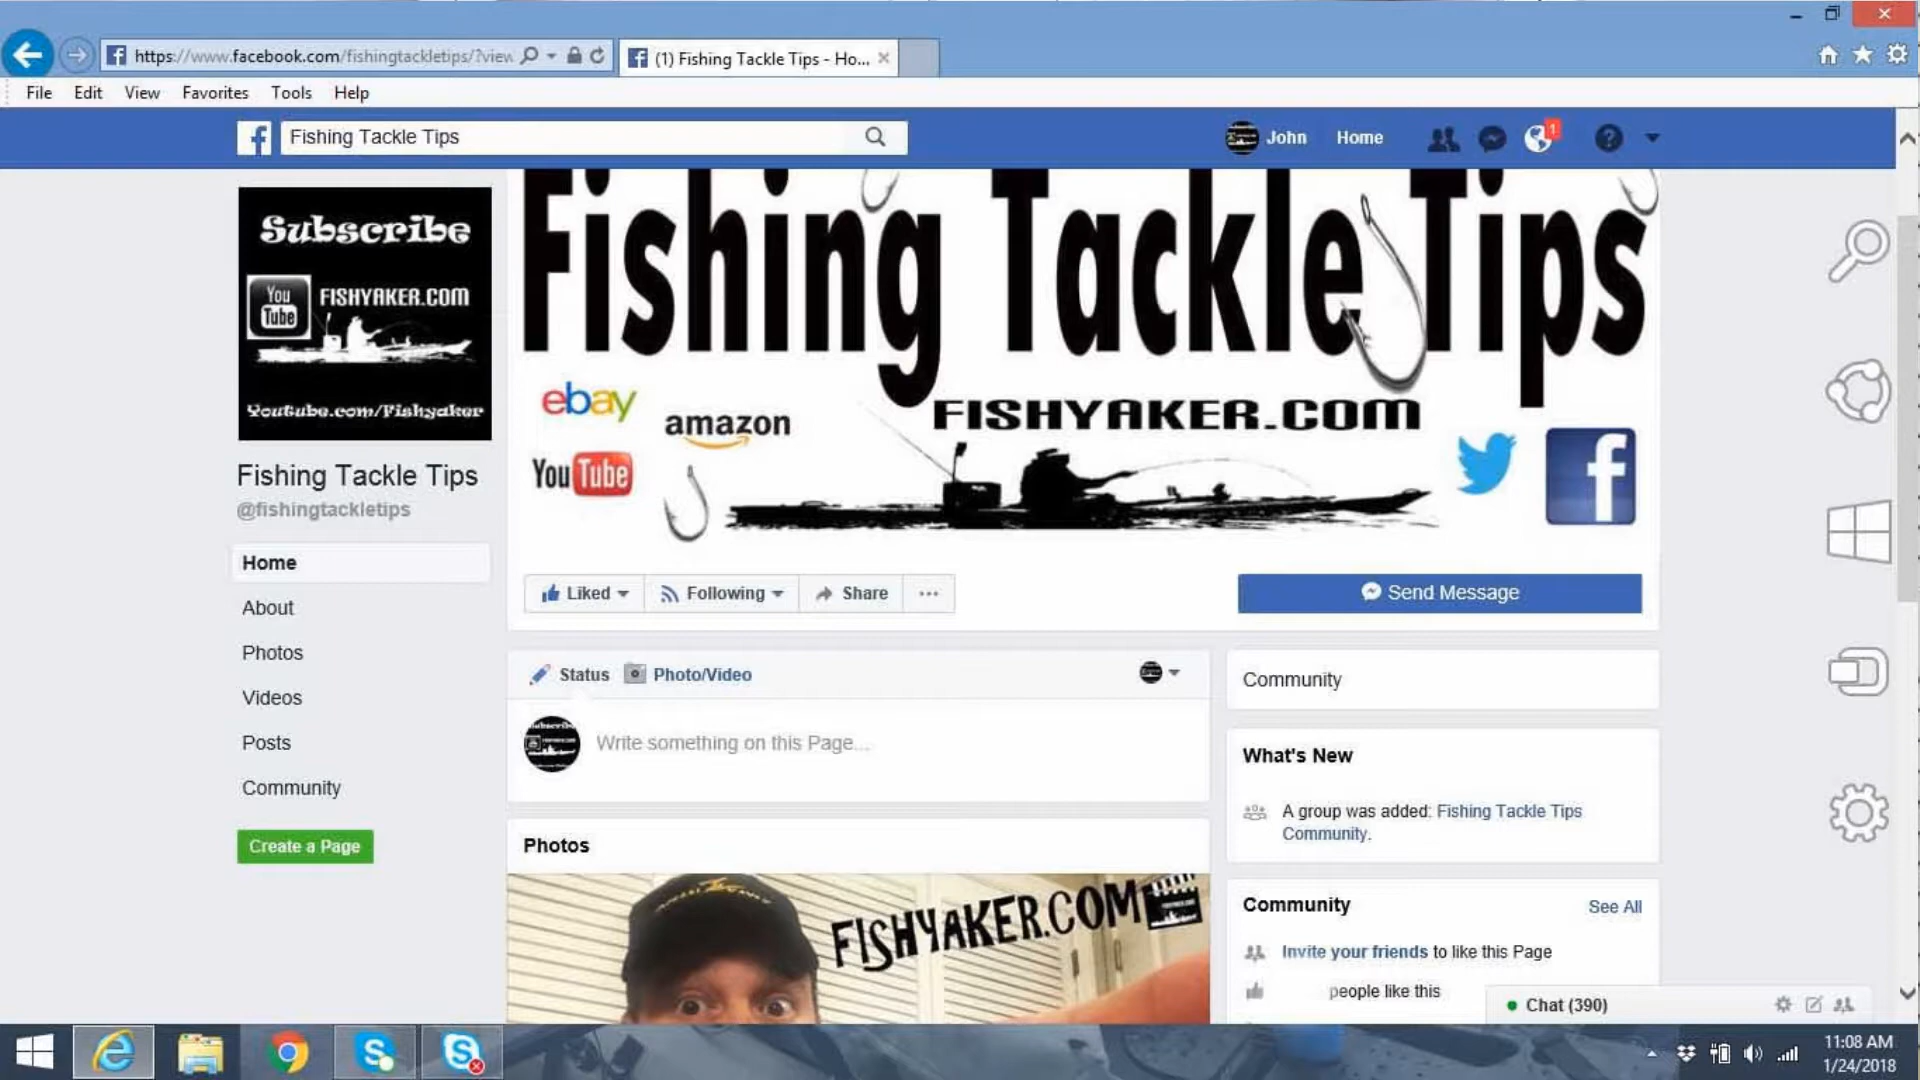 https://www.facebook.com/fishingtackletips/?view
(1) Fishing Tackle Tips - Ho...
File Edit View Favorites Tools Help
Fishing Tackle Tips
John Home
1
Subscribe
You Tube
FISHYAKER.COM
Youtube.com/Fishyaker
Fishing Tackle Tips
ebay
amazon
FISHYAKER.COM
YouTube
Fishing Tackle Tips
@fishingtackletips
Home
About
Photos
Videos
Posts
Community
Create a Page
Liked Following Share ...
Send Message
Status Photo/Video
Write something on this Page...
Photos
FISHYAKER.COM
Community
What's New
A group was added: Fishing Tackle Tips
Community.
Community See All
Invite your friends to like this Page
people like this
Chat (390)
11:08 AM
1/24/2018